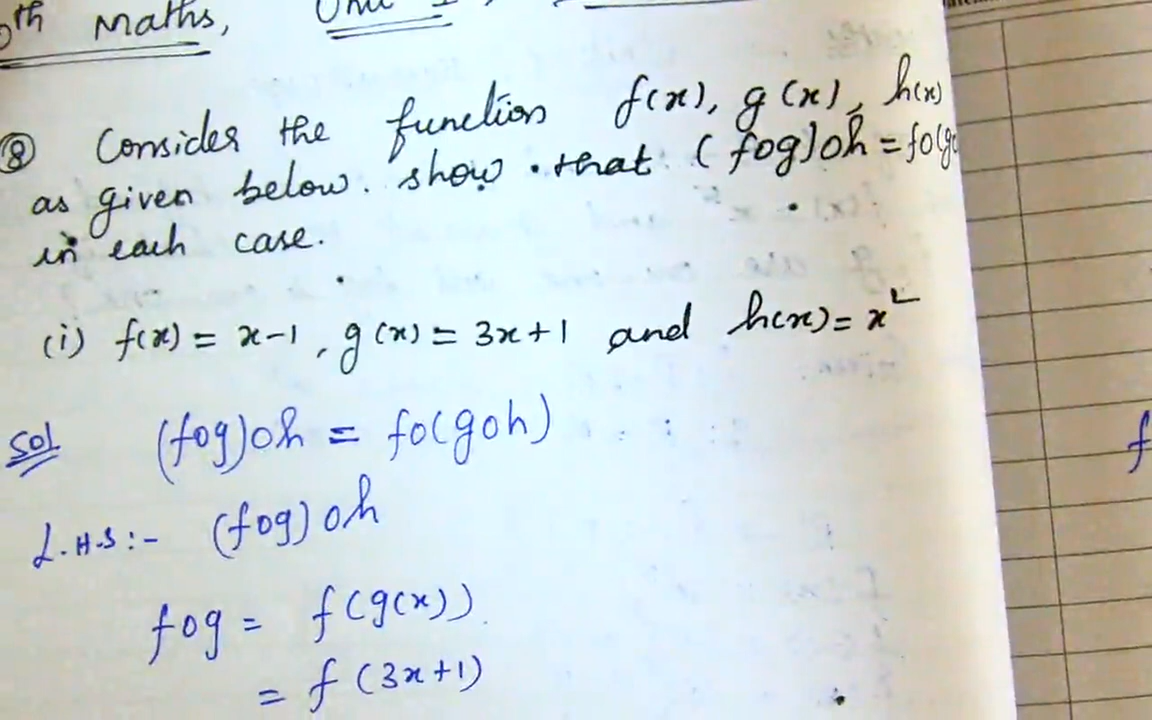 Maths,
⑧ Consider the function f(x), g(x), h(x)
as given below. show that (fog)oh = fo(go
in each case.
(i) f(x) = x-1, g(x) = 3x+1 and h(x) = x²
Sol (fog)oh = fo(goh)
L.H.S :- (fog)oh
fog = f(g(x))
= f(3x+1)
f